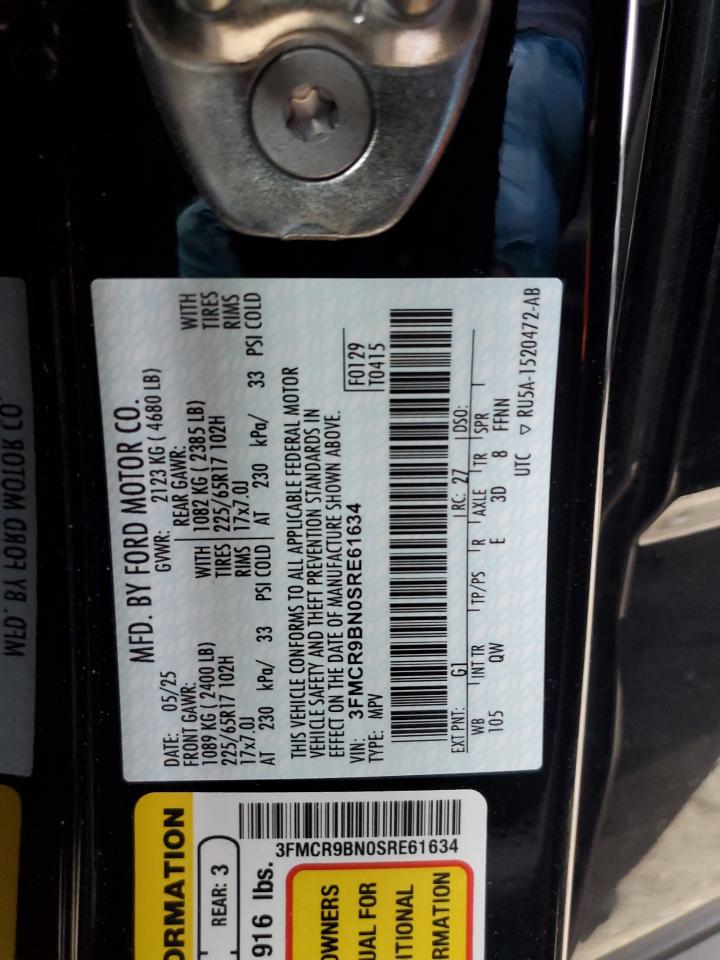 MFD. BY FORD MOTOR CO.
DATE: 05/25 GVWR: 2123 KG ( 4680 LB)
FRONT GAWR: REAR GAWR:
1089 KG ( 2400 LB) WITH 1082 KG ( 2385 LB) WITH
225/65R17 102H TIRES 225/65R17 102H TIRES
17x7.0J RIMS 17x7.0J RIMS
AT 230 kPa/ 33 PSI COLD AT 230 kPa/ 33 PSI COLD
THIS VEHICLE CONFORMS TO ALL APPLICABLE FEDERAL MOTOR
VEHICLE SAFETY AND THEFT PREVENTION STANDARDS IN
EFFECT ON THE DATE OF MANUFACTURE SHOWN ABOVE.
VIN: 3FMCR9BN0SRE61634 F0129
TYPE: MPV T0415
EXT PNT: G1 RC: 27 DSO:
WB INT TR TP/PS R AXLE TR SPR
105 QW E 3D 8 FFNN
UTC ▽ RU5A-1520472-AB
ORMATION
REAR: 3
916 lbs.
3FMCR9BN0SRE61634
OWNERS
UAL FOR
ITIONAL
RMATION
MFD. BY FORD MOTOR CO.